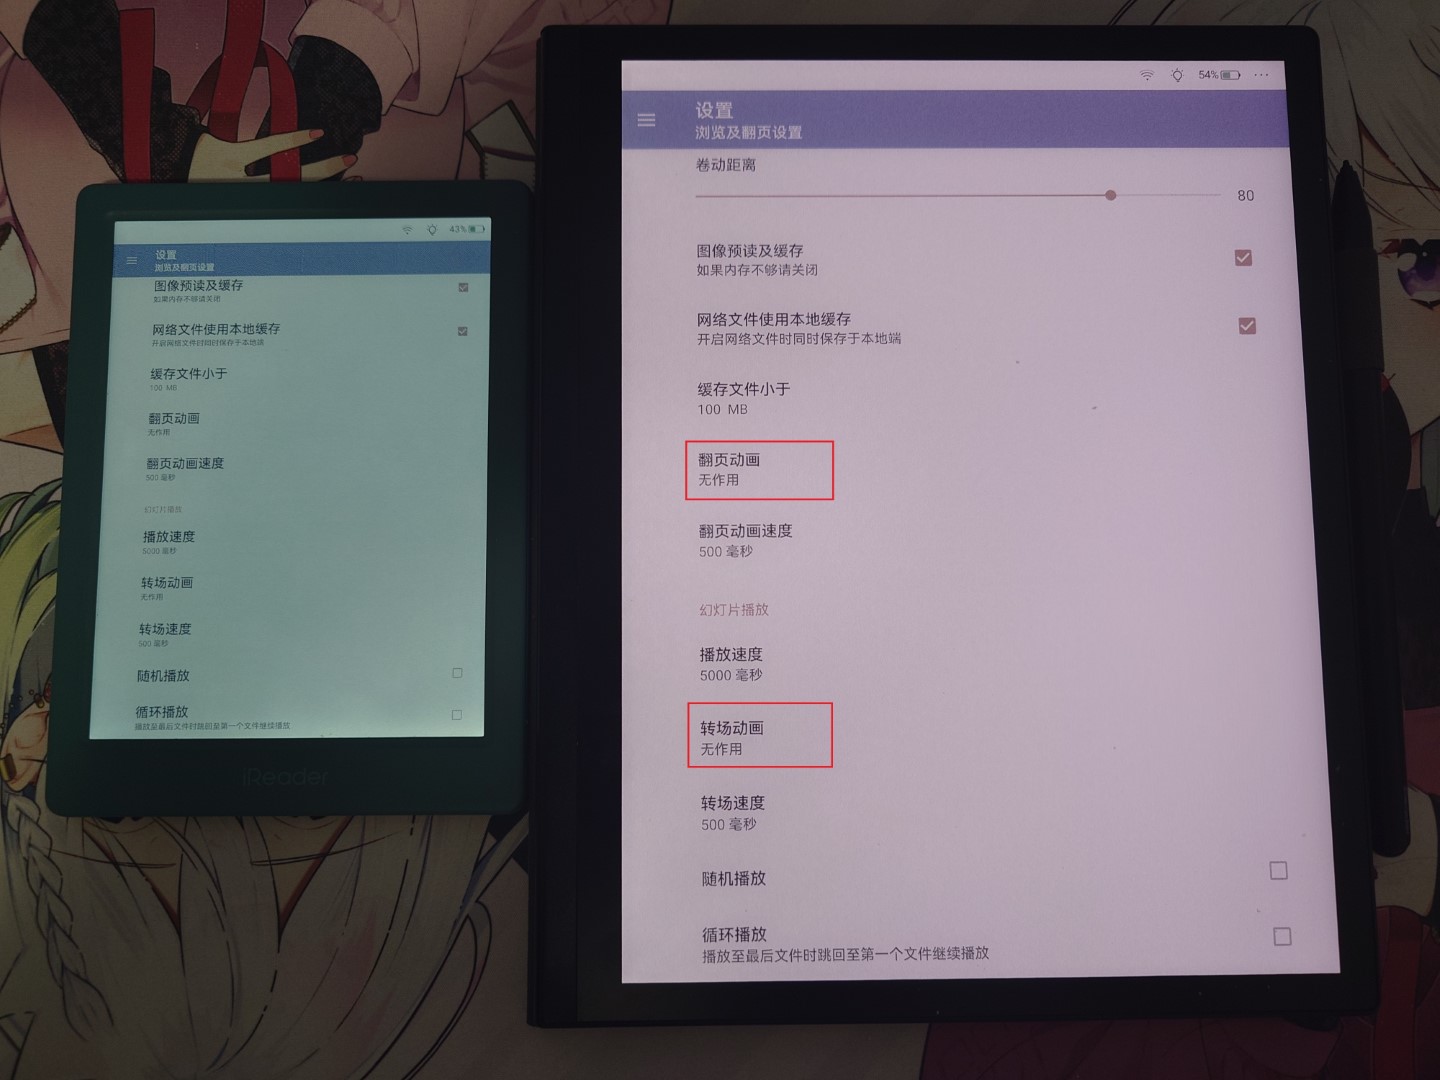 43%
设置
浏览及翻页设置
图像预读及缓存
如果内存不够请关闭
网络文件使用本地缓存
开启网络文件时同时保存于本地端
缓存文件小于
100 MB
翻页动画
无作用
翻页动画速度
500 毫秒
幻灯片播放
播放速度
5000 毫秒
转场动画
无作用
转场速度
500 毫秒
随机播放
循环播放
播放至最后文件时跳回至第一个文件继续播放
iReader
54%
设置
浏览及翻页设置
卷动距离
80
图像预读及缓存
如果内存不够请关闭
网络文件使用本地缓存
开启网络文件时同时保存于本地端
缓存文件小于
100 MB
翻页动画
无作用
翻页动画速度
500 毫秒
幻灯片播放
播放速度
5000 毫秒
转场动画
无作用
转场速度
500 毫秒
随机播放
循环播放
播放至最后文件时跳回至第一个文件继续播放